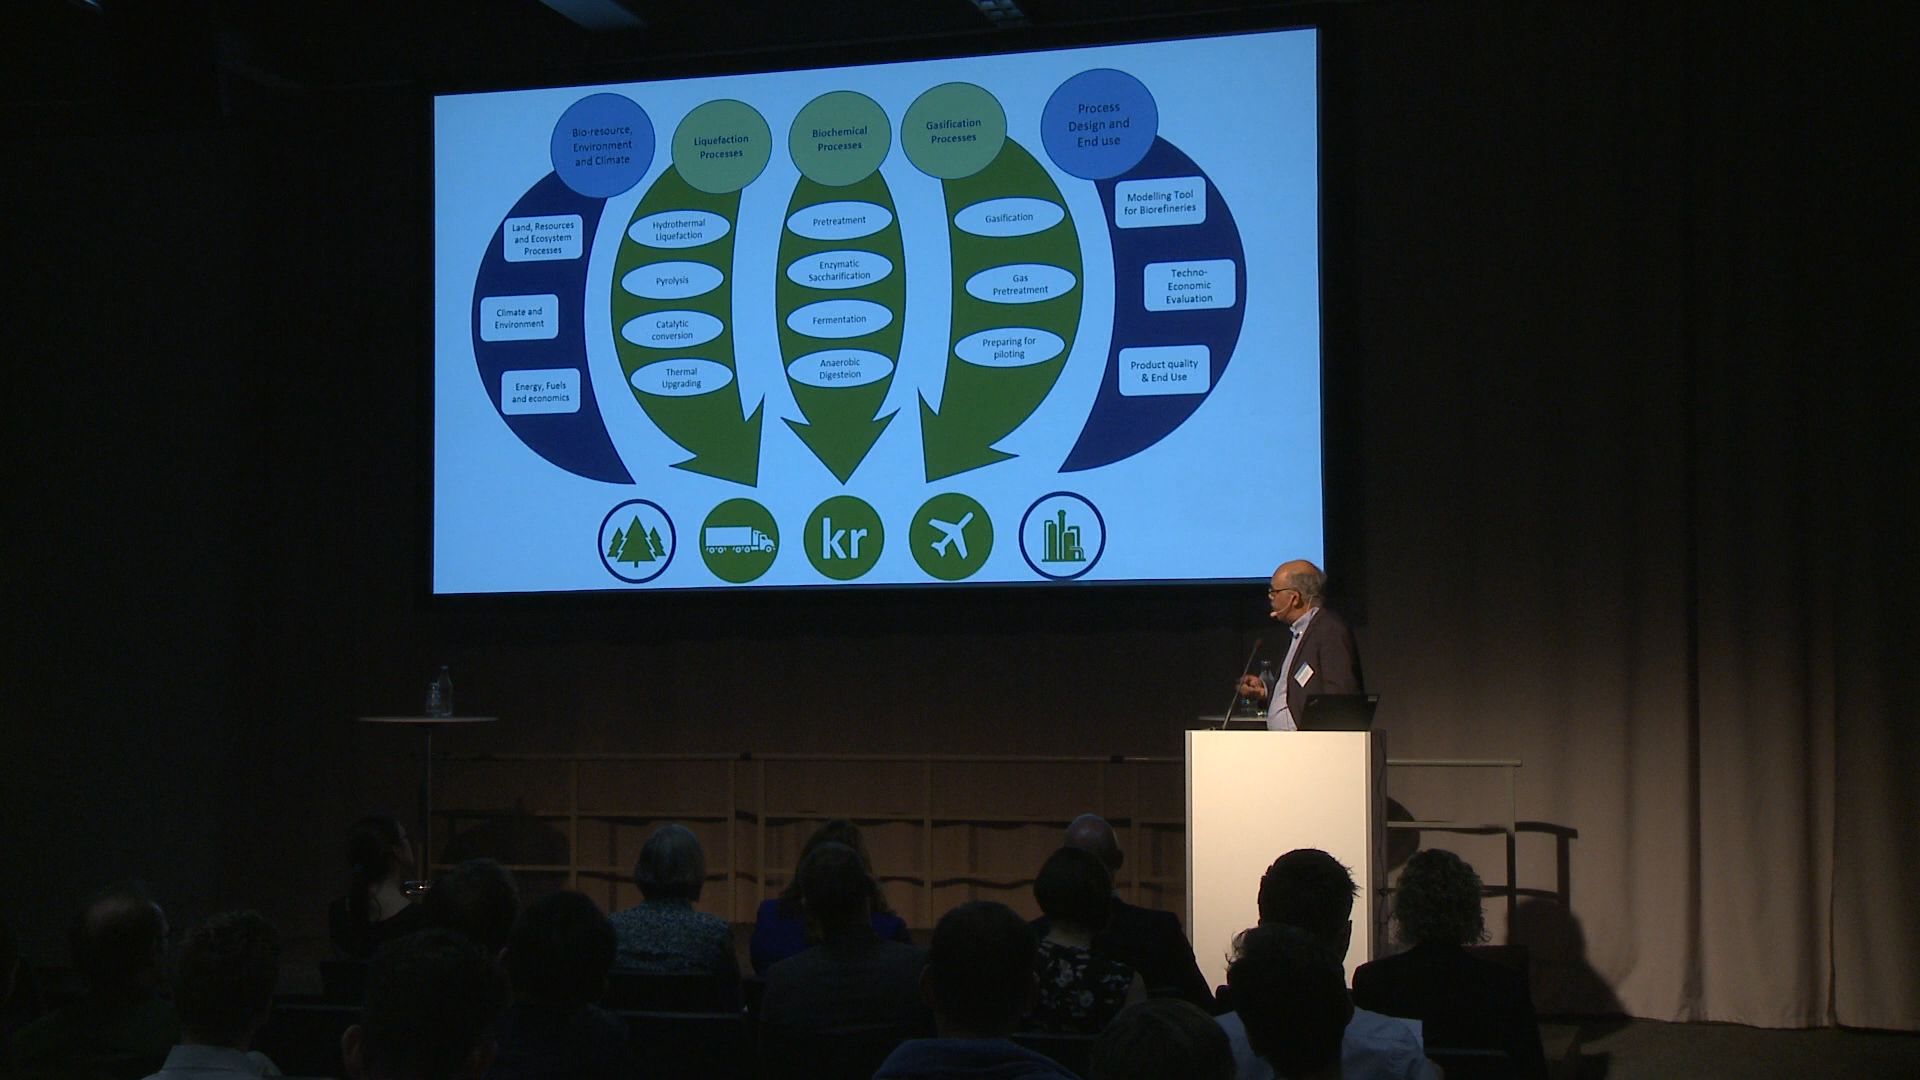 Bio-resource,
Environment
and Climate
Land, Resources
and Ecosystem
Processes
Climate and
Environment
Energy, Fuels
and economics
Liquefaction
Processes
Hydrothermal
Liquefaction
Pyrolysis
Catalytic
conversion
Thermal
Upgrading
Biochemical
Processes
Pretreatment
Enzymatic
Saccharification
Fermentation
Anaerobic
Digesteion
Gasification
Processes
Gasification
Gas
Pretreatment
Preparing for
piloting
Process
Design and
End use
Modelling Tool
for Biorefineries
Techno-
Economic
Evaluation
Product quality
& End Use
kr